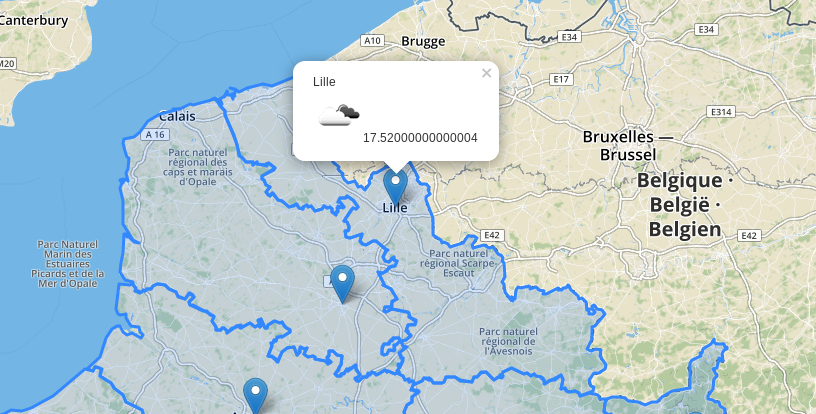 Canterbury
M20
A10
Brugge
E34
E34
Lille
17.52000000000004
E17
E314
Calais
A 16
Parc naturel
régional des
caps et marais
d'Opale
Bruxelles —
Brussel
Belgique ·
België ·
Belgien
Lille
E42
E42
Parc Naturel
Marin des
Estuaires
Picards et de la
Mer d'Opale
Parc naturel
régional Scarpe-
Escaut
Parc naturel
régional de
l'Avesnois